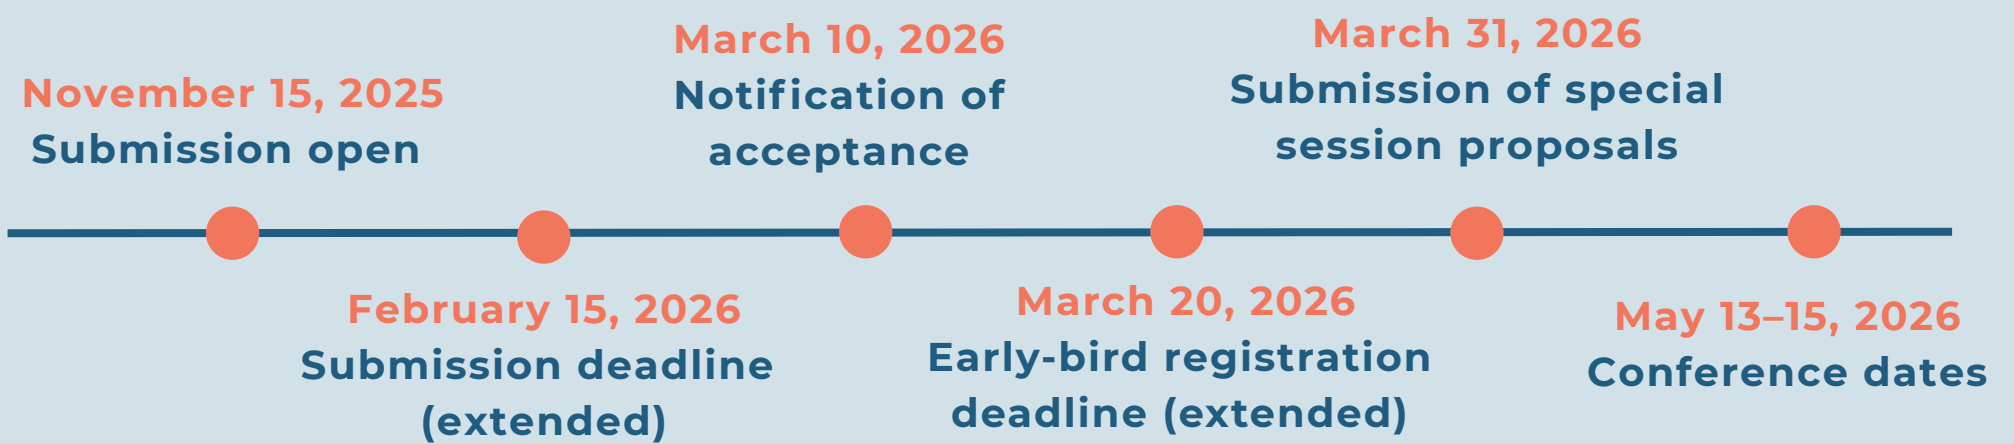 November 15, 2025
Submission open
February 15, 2026
Submission deadline
(extended)
March 10, 2026
Notification of
acceptance
March 20, 2026
Early-bird registration
deadline (extended)
March 31, 2026
Submission of special
session proposals
May 13–15, 2026
Conference dates